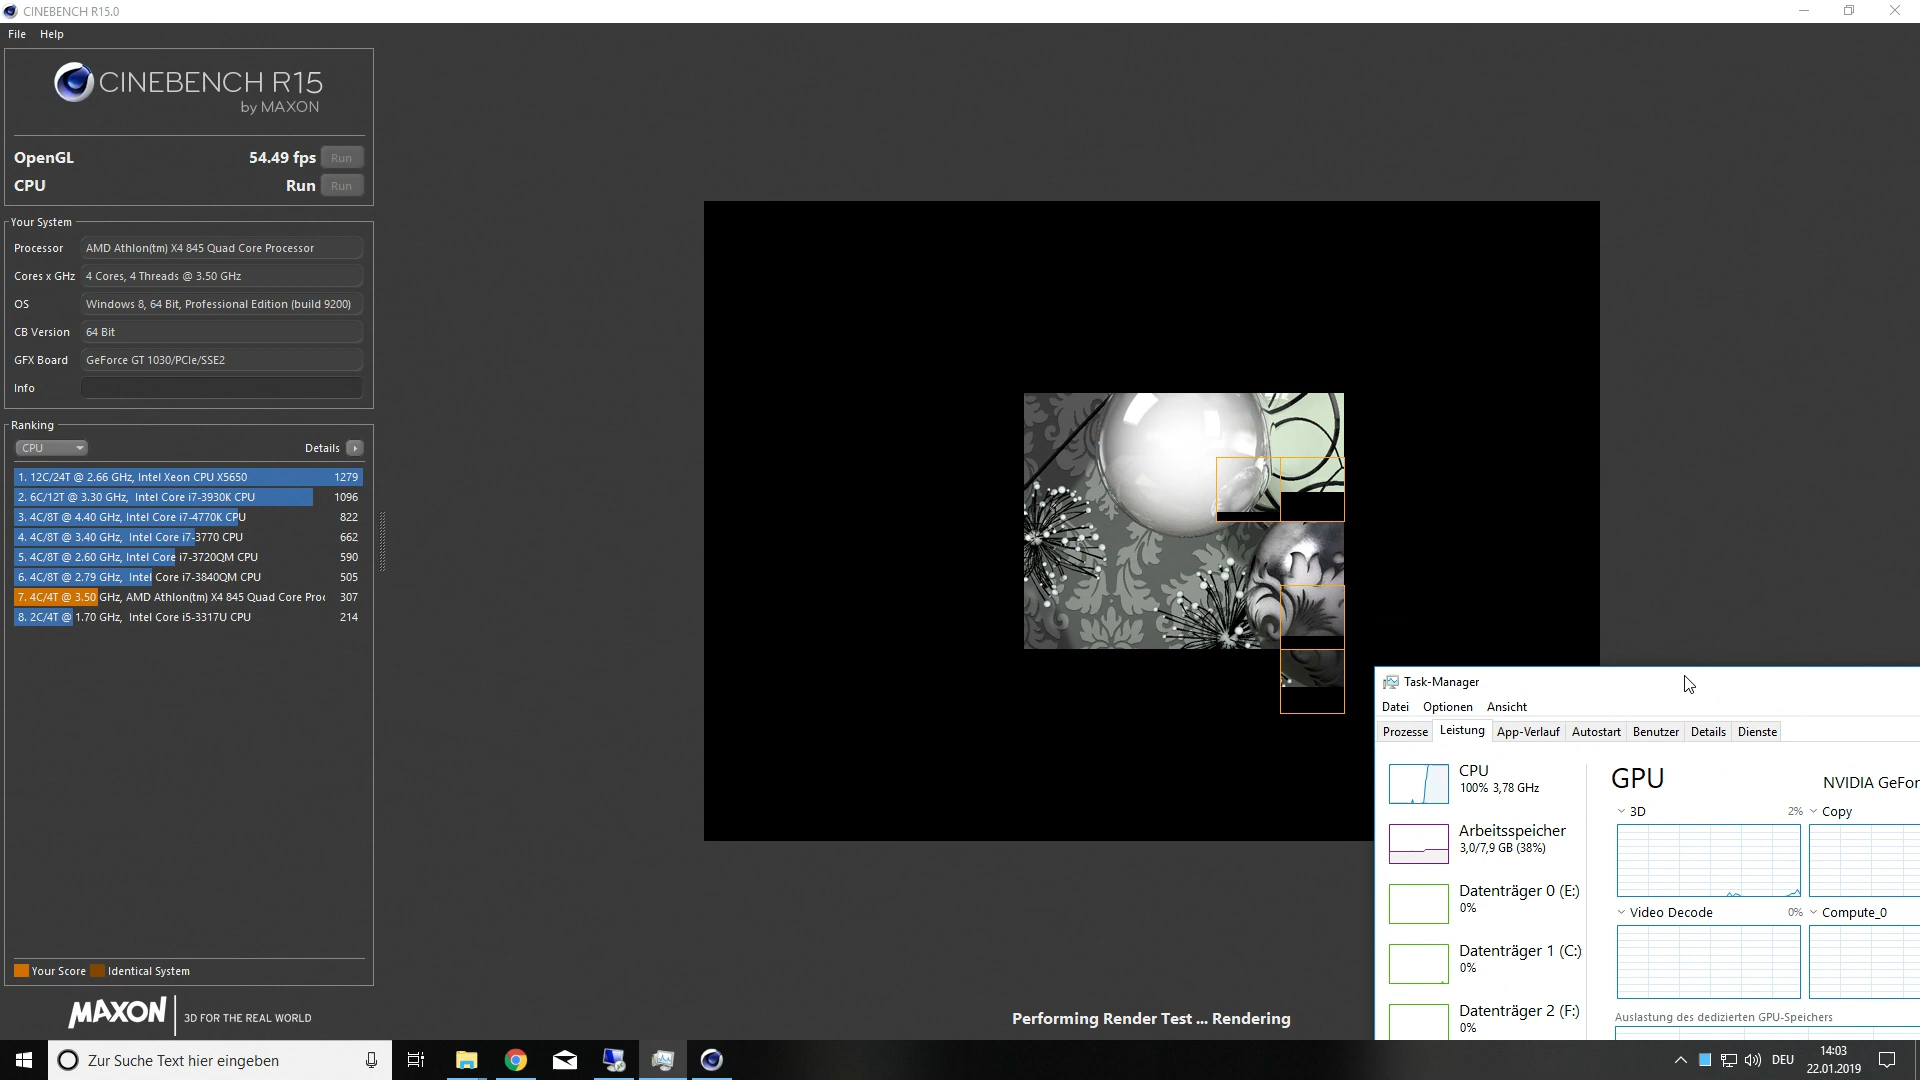 CINEBENCH R15.0
File Help
CINEBENCH R15
by MAXON
OpenGL 54.49 fps Run
CPU Run Run
Your System
Processor AMD Athlon(tm) X4 845 Quad Core Processor
Cores x GHz 4 Cores, 4 Threads @ 3.50 GHz
OS Windows 8, 64 Bit, Professional Edition (build 9200)
CB Version 64 Bit
GFX Board GeForce GT 1030/PCIe/SSE2
Info
Ranking
CPU Details
1. 12C/24T @ 2.66 GHz, Intel Xeon CPU X5650 1279
2. 6C/12T @ 3.30 GHz, Intel Core i7-3930K CPU 1096
3. 4C/8T @ 4.40 GHz, Intel Core i7-4770K CPU 822
4. 4C/8T @ 3.40 GHz, Intel Core i7-3770 CPU 662
5. 4C/8T @ 2.60 GHz, Intel Core i7-3720QM CPU 590
6. 4C/8T @ 2.79 GHz, Intel Core i7-3840QM CPU 505
7. 4C/4T @ 3.50 GHz, AMD Athlon(tm) X4 845 Quad Core Proc 307
8. 2C/4T @ 1.70 GHz, Intel Core i5-3317U CPU 214
Your Score Identical System
MAXON 3D FOR THE REAL WORLD
Performing Render Test ... Rendering
Task-Manager
Datei Optionen Ansicht
Prozesse Leistung App-Verlauf Autostart Benutzer Details Dienste
CPU
100% 3,78 GHz
Arbeitsspeicher
3,0/7,9 GB (38%)
Datenträger 0 (E:)
0%
Datenträger 1 (C:)
0%
Datenträger 2 (F:)
0%
GPU NVIDIA GeFor
3D 2% Copy
Video Decode 0% Compute_0
Auslastung des dedizierten GPU-Speichers
Zur Suche Text hier eingeben
DEU
14:03
22.01.2019